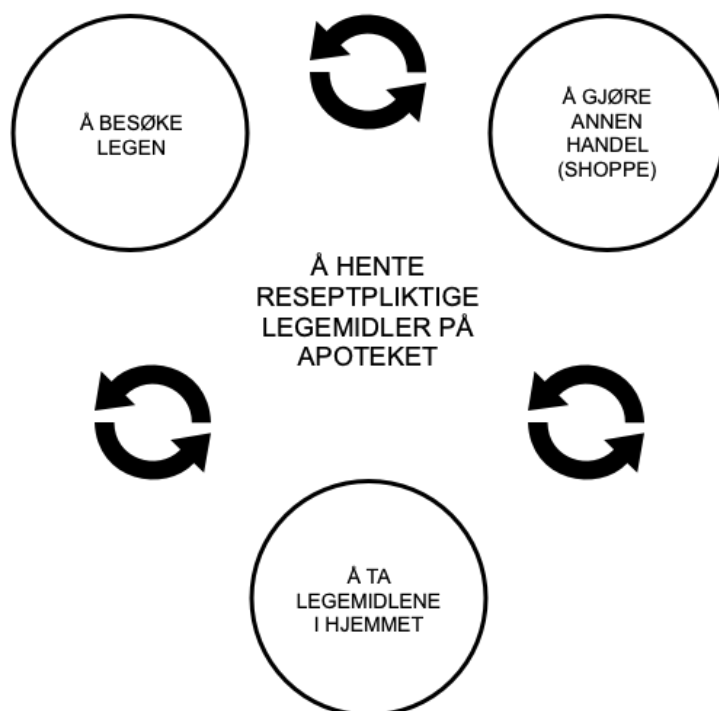 Å BESØKE
LEGEN
Å GJØRE
ANNEN
HANDEL
(SHOPPE)
Å HENTE
RESEPTPLIKTIGE
LEGEMIDLER PÅ
APOTEKET
Å TA
LEGEMIDLENE
I HJEMMET